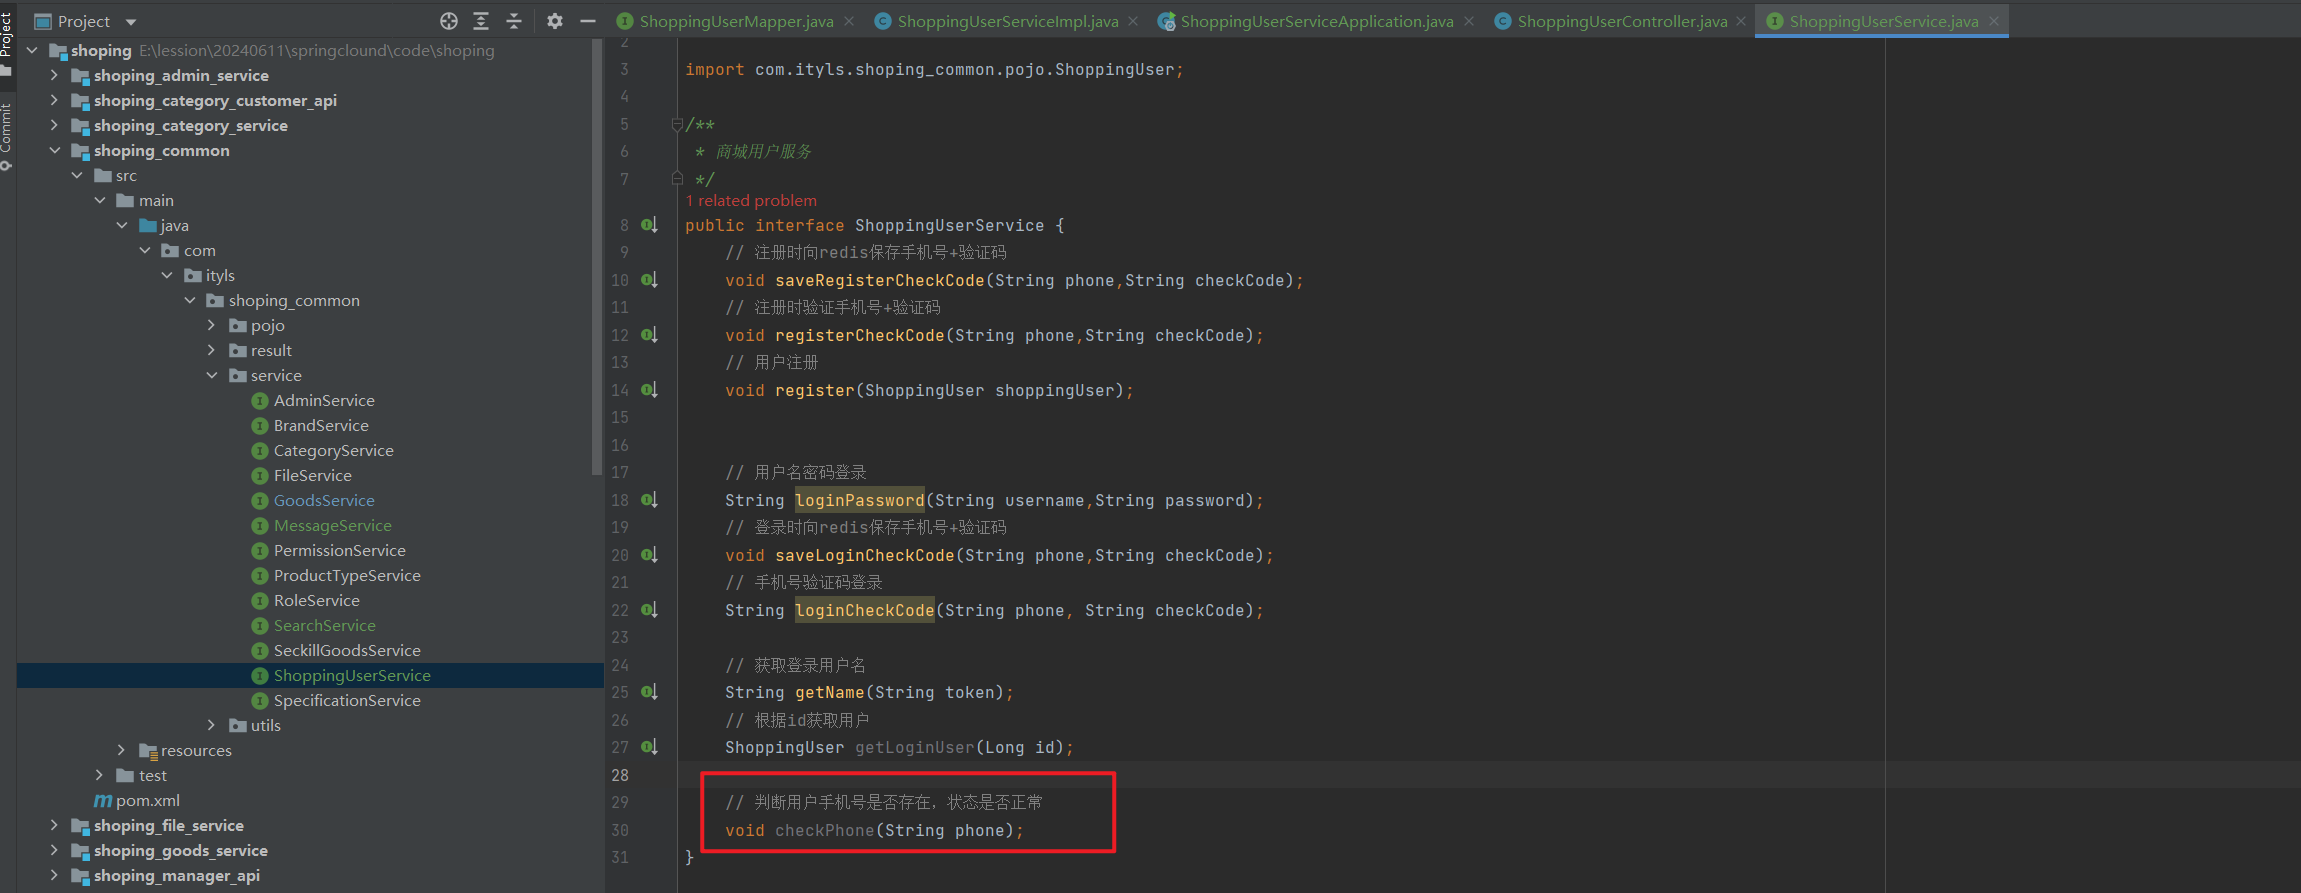 Project
ShoppingUserMapper.java
ShoppingUserServiceImpl.java
ShoppingUserServiceApplication.java
ShoppingUserController.java
ShoppingUserService.java
Project
Commit
shoping E:\lession\20240611\springclound\code\shoping
shoping_admin_service
shoping_category_customer_api
shoping_category_service
shoping_common
src
main
java
com
ityls
shoping_common
pojo
result
service
AdminService
BrandService
CategoryService
FileService
GoodsService
MessageService
PermissionService
ProductTypeService
RoleService
SearchService
SeckillGoodsService
ShoppingUserService
SpecificationService
utils
resources
test
pom.xml
shoping_file_service
shoping_goods_service
shoping_manager_api
2
3 import com.ityls.shoping_common.pojo.ShoppingUser;
4
5 /**
6 * 商城用户服务
7 */
1 related problem
8 public interface ShoppingUserService {
9 // 注册时向redis保存手机号+验证码
10 void saveRegisterCheckCode(String phone,String checkCode);
11 // 注册时验证手机号+验证码
12 void registerCheckCode(String phone,String checkCode);
13 // 用户注册
14 void register(ShoppingUser shoppingUser);
15
16
17 // 用户名密码登录
18 String loginPassword(String username,String password);
19 // 登录时向redis保存手机号+验证码
20 void saveLoginCheckCode(String phone,String checkCode);
21 // 手机号验证码登录
22 String loginCheckCode(String phone, String checkCode);
23
24 // 获取登录用户名
25 String getName(String token);
26 // 根据id获取用户
27 ShoppingUser getLoginUser(Long id);
28
29 // 判断用户手机号是否存在，状态是否正常
30 void checkPhone(String phone);
31 }